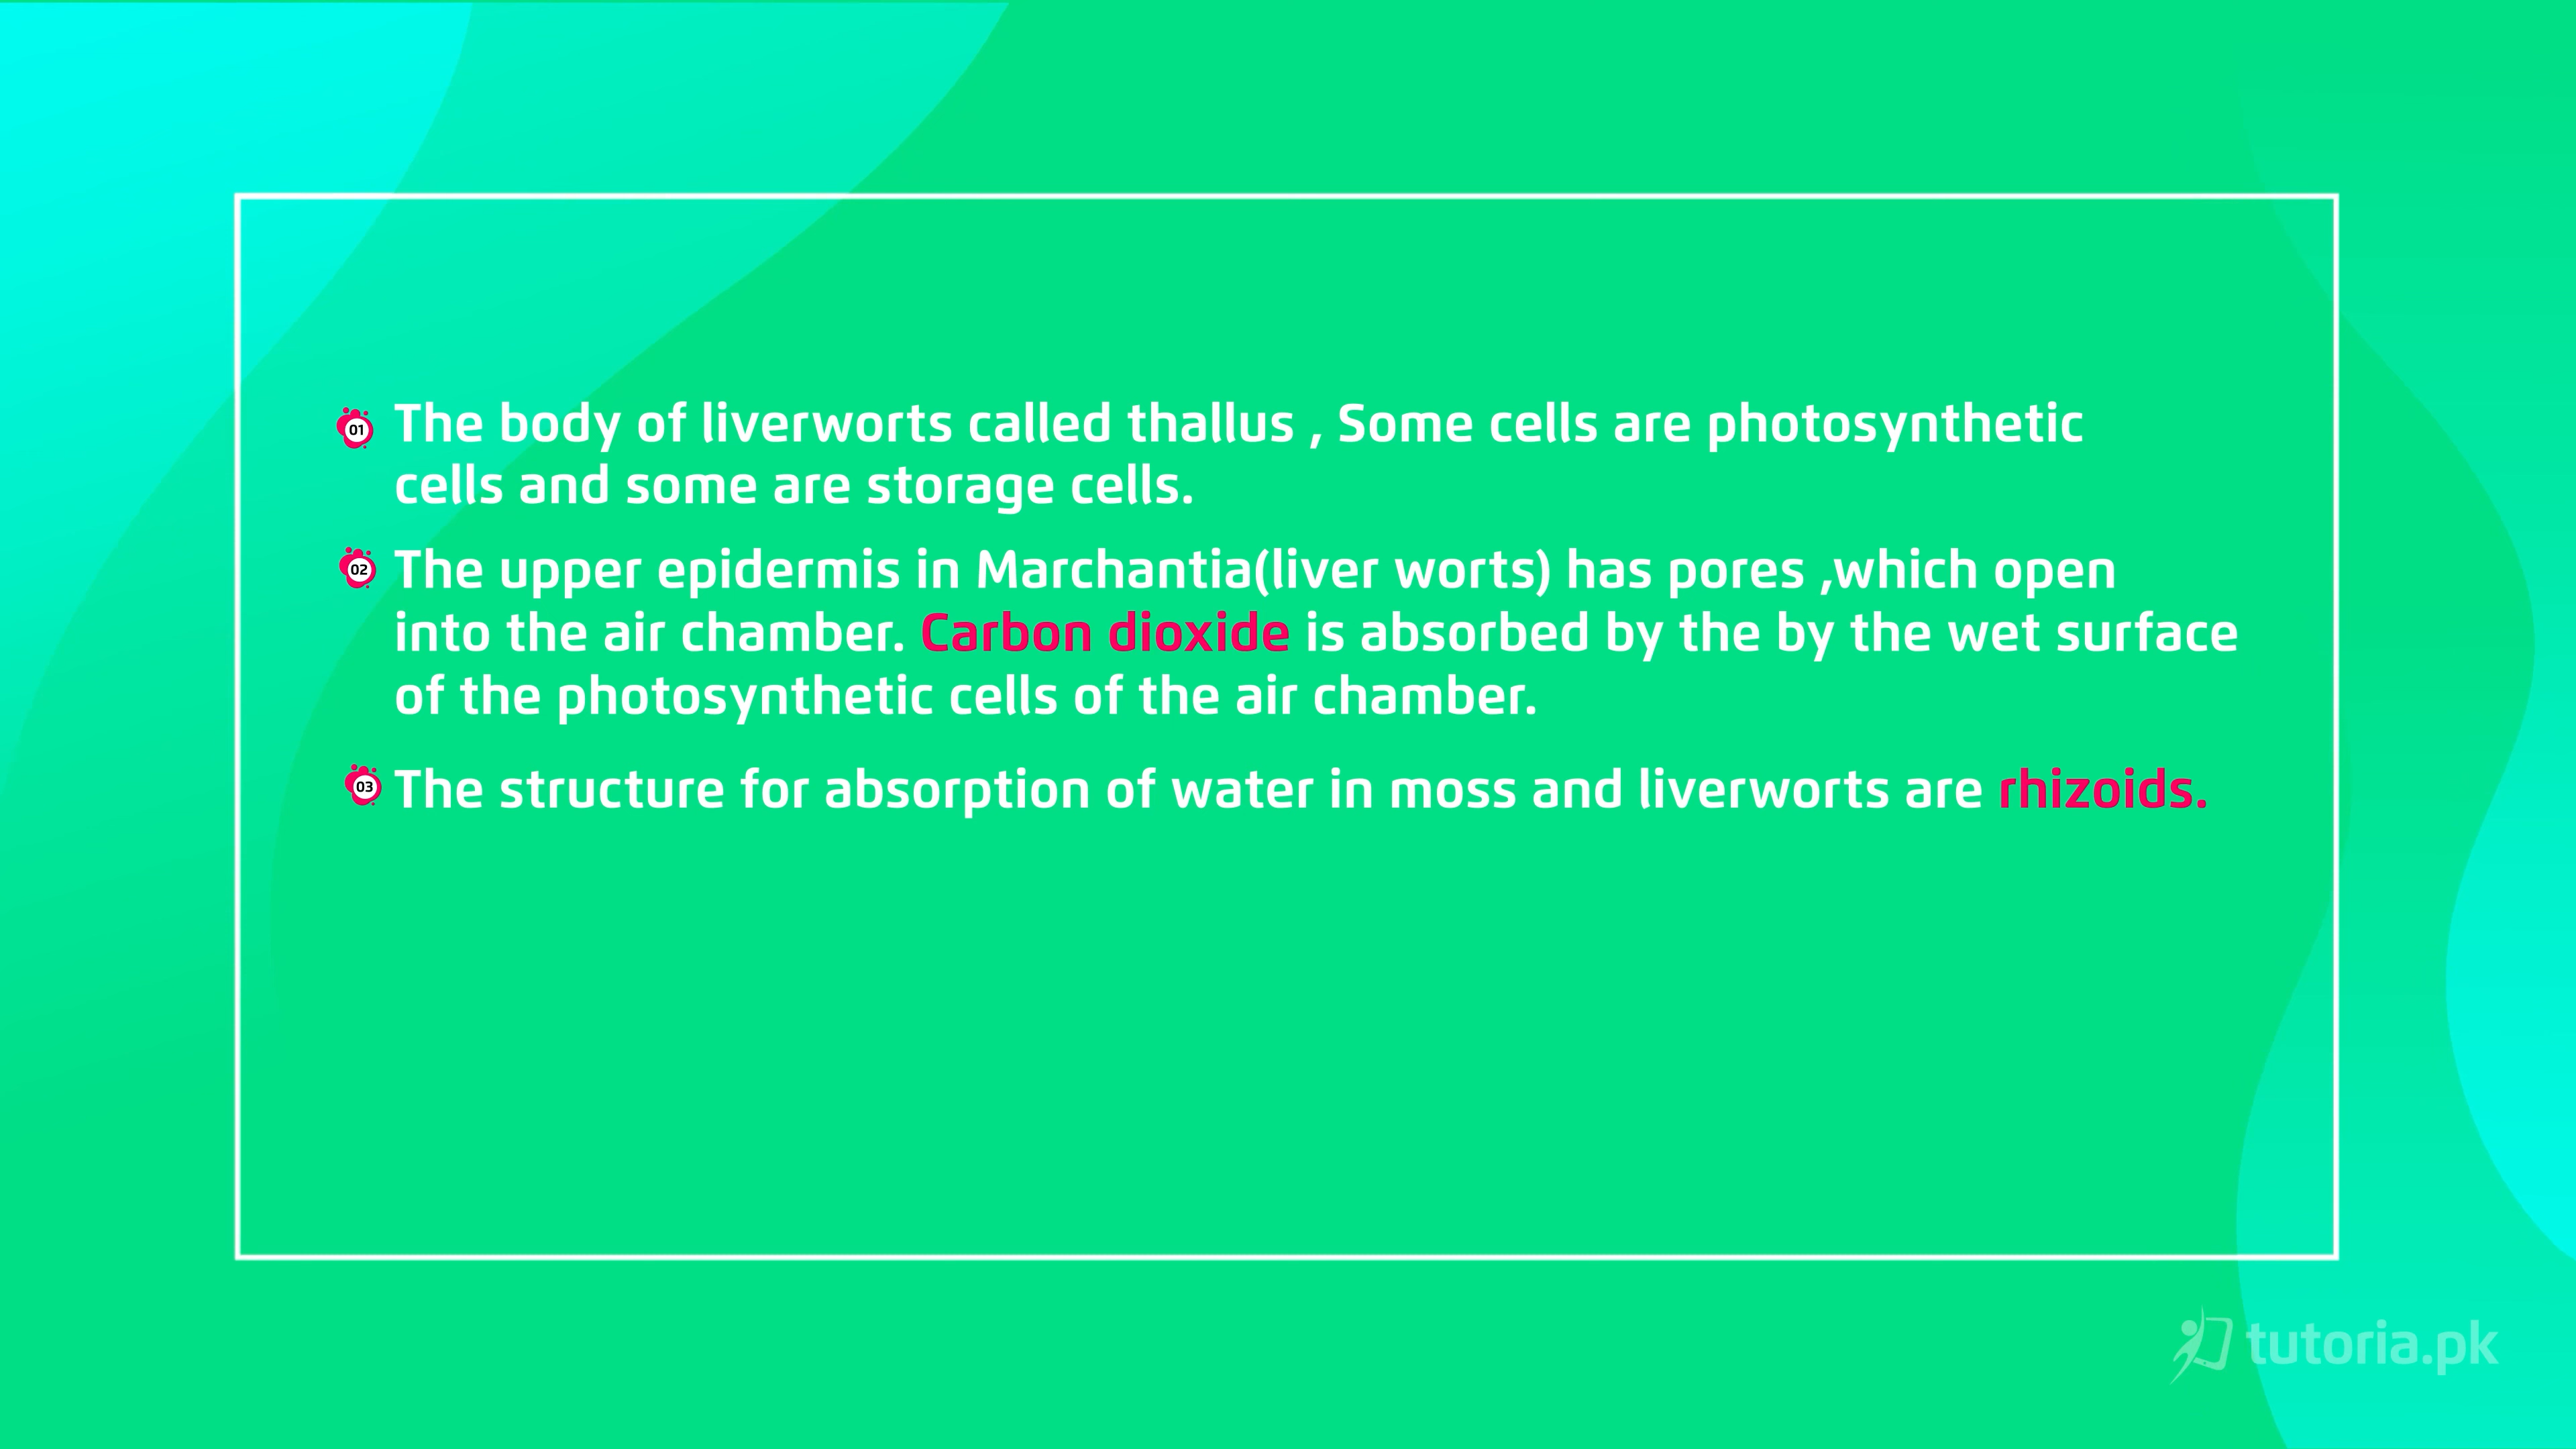 01 The body of liverworts called thallus , Some cells are photosynthetic
cells and some are storage cells.
02 The upper epidermis in Marchantia(liver worts) has pores ,which open
into the air chamber. Carbon dioxide is absorbed by the by the wet surface
of the photosynthetic cells of the air chamber.
03 The structure for absorption of water in moss and liverworts are rhizoids.
tutoria.pk